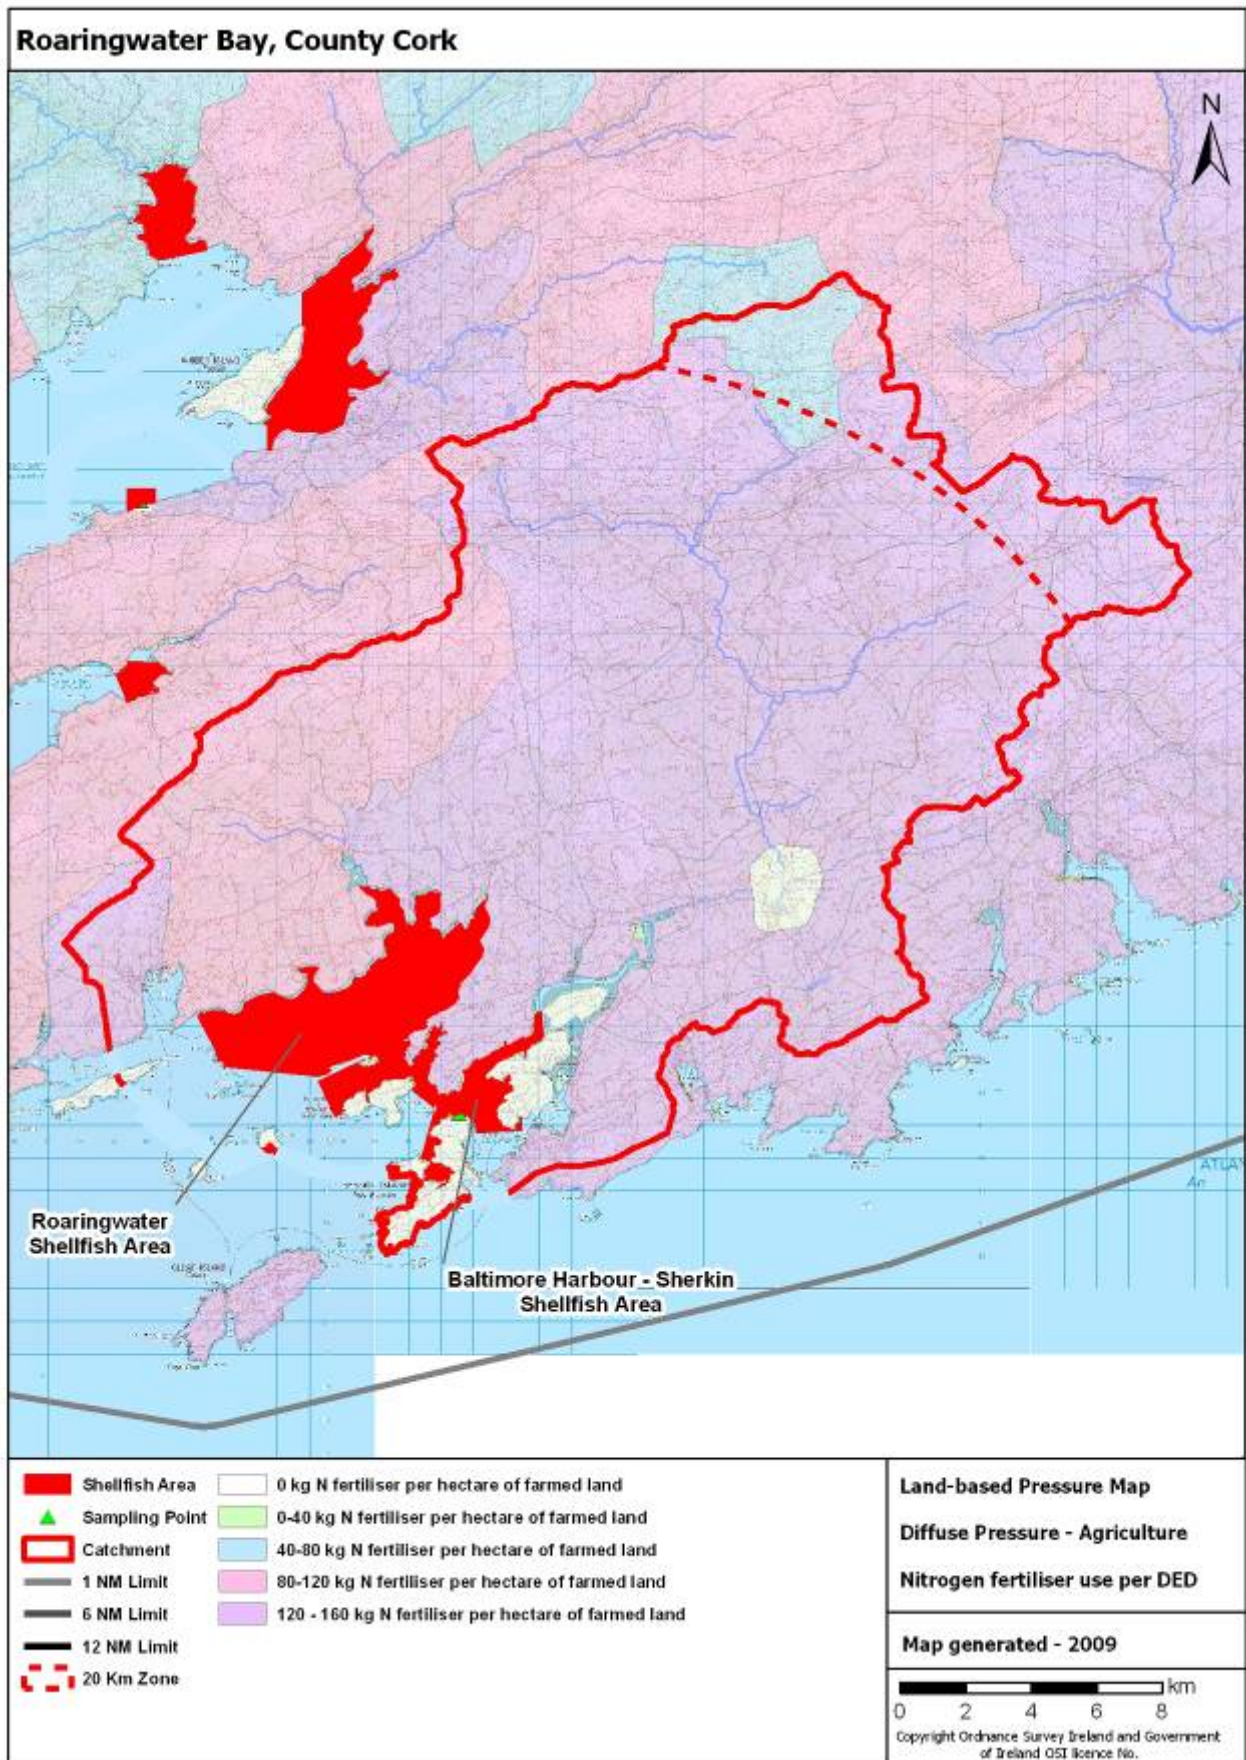 Roaringwater Bay, County Cork
N
Roaringwater
Shellfish Area
Baltimore Harbour - Sherkin
Shellfish Area
Shellfish Area
Sampling Point
Catchment
1 NM Limit
6 NM Limit
12 NM Limit
20 Km Zone
0 kg N fertiliser per hectare of farmed land
0-40 kg N fertiliser per hectare of farmed land
40-80 kg N fertiliser per hectare of farmed land
80-120 kg N fertiliser per hectare of farmed land
120 - 160 kg N fertiliser per hectare of farmed land
Land-based Pressure Map
Diffuse Pressure - Agriculture
Nitrogen fertiliser use per DED
Map generated - 2009
km
0 2 4 6 8
Copyright Ordnance Survey Ireland and Government
of Ireland OSI licence No.